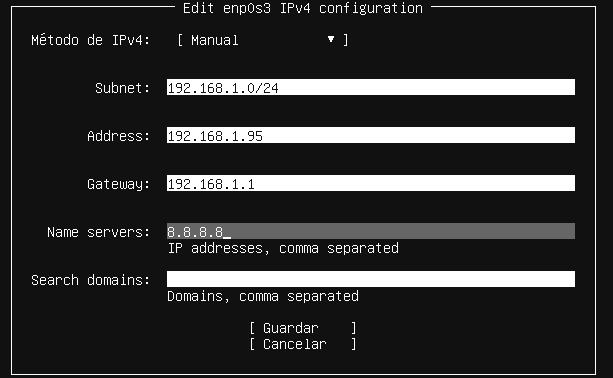 Edit enp0s3 IPv4 configuration
Método de IPv4: [ Manual ▾ ]
Subnet: 192.168.1.0/24
Address: 192.168.1.95
Gateway: 192.168.1.1
Name servers: 8.8.8.8_
IP addresses, comma separated
Search domains:
Domains, comma separated
[ Guardar ]
[ Cancelar ]